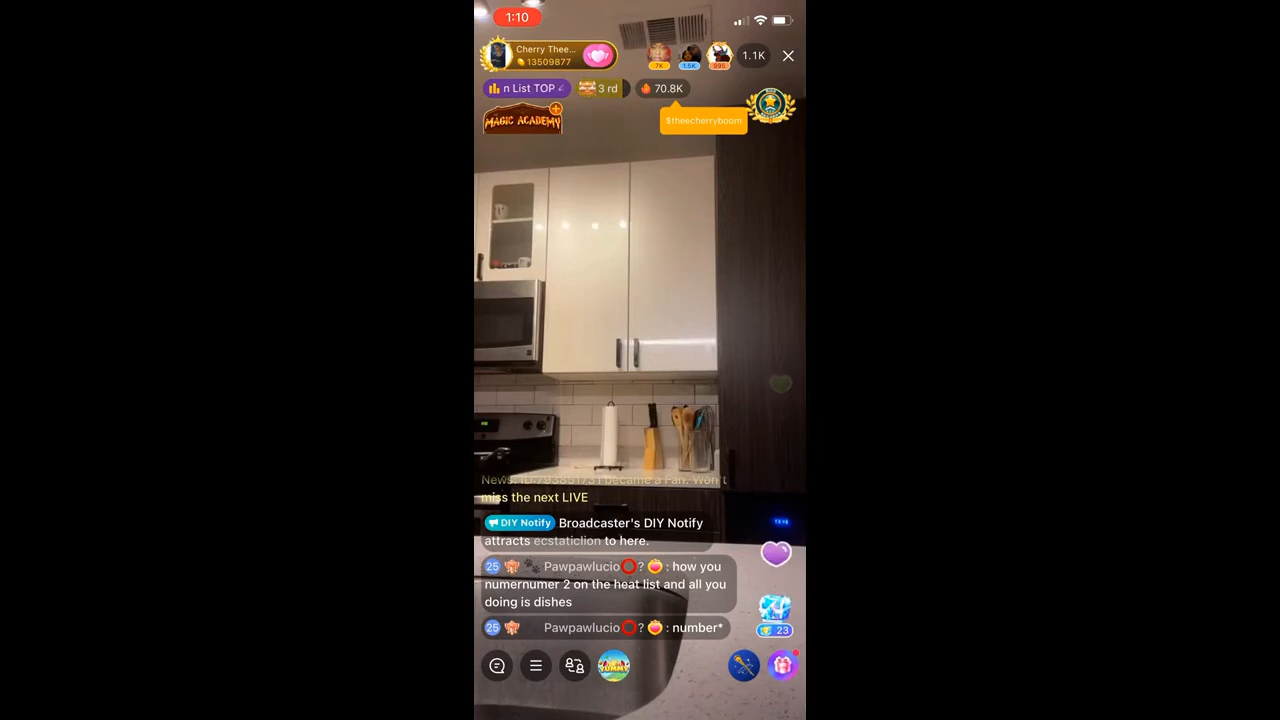 1:10
Cherry Thee...
13509877
7K
1.5K
995
1.1K
n List TOP
3 rd
70.8K
MAGIC ACADEMY
$theecherryboom
miss the next LIVE
DIY Notify Broadcaster's DIY Notify
attracts ecstaticlion to here.
25 Pawpawlucio⭕? : how you
numernumer 2 on the heat list and all you
doing is dishes
25 Pawpawlucio⭕? : number*
23
YUMMY